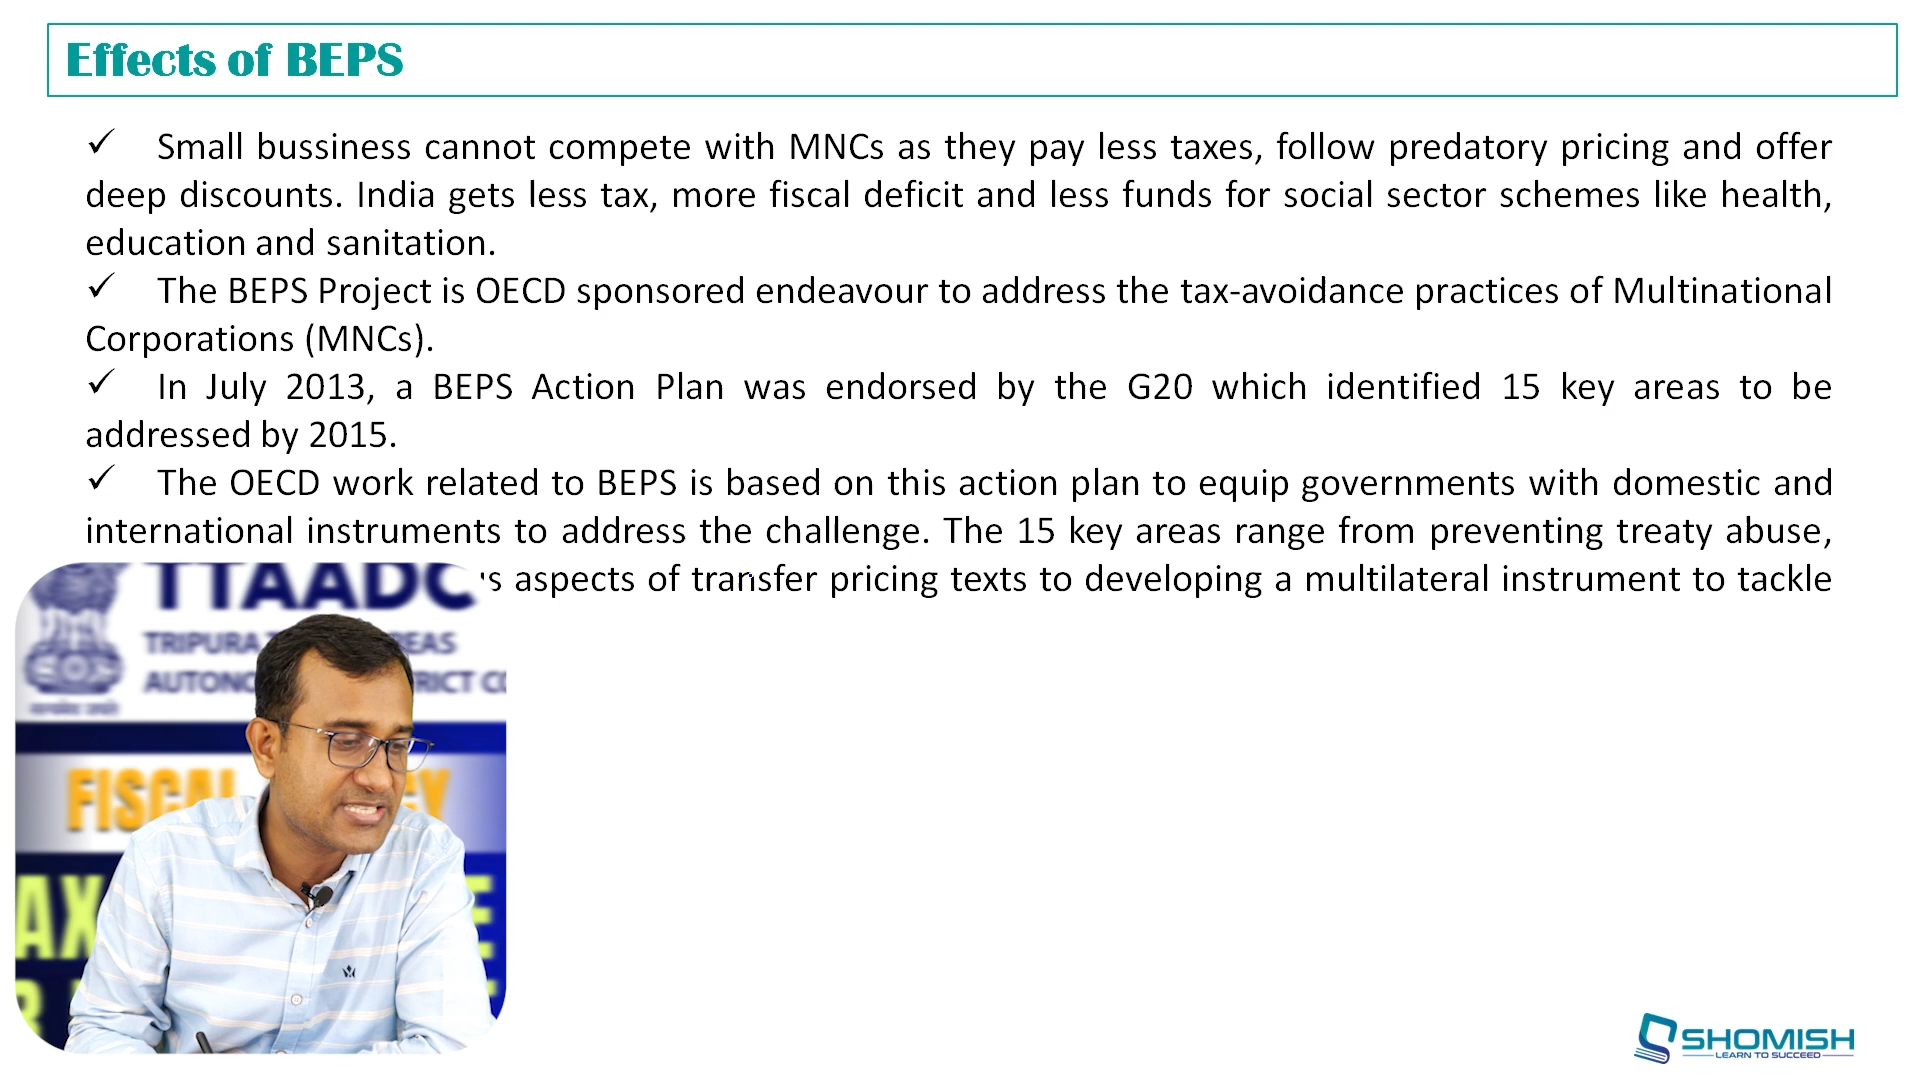 Effects of BEPS
✓ Small bussiness cannot compete with MNCs as they pay less taxes, follow predatory pricing and offer
deep discounts. India gets less tax, more fiscal deficit and less funds for social sector schemes like health,
education and sanitation.
✓ The BEPS Project is OECD sponsored endeavour to address the tax-avoidance practices of Multinational
Corporations (MNCs).
✓ In July 2013, a BEPS Action Plan was endorsed by the G20 which identified 15 key areas to be
addressed by 2015.
✓ The OECD work related to BEPS is based on this action plan to equip governments with domestic and
international instruments to address the challenge. The 15 key areas range from preventing treaty abuse,
aspects of transfer pricing texts to developing a multilateral instrument to tackle
TTAADC
TRIPURA
FISCAL
SHOMISH
LEARN TO SUCCEED